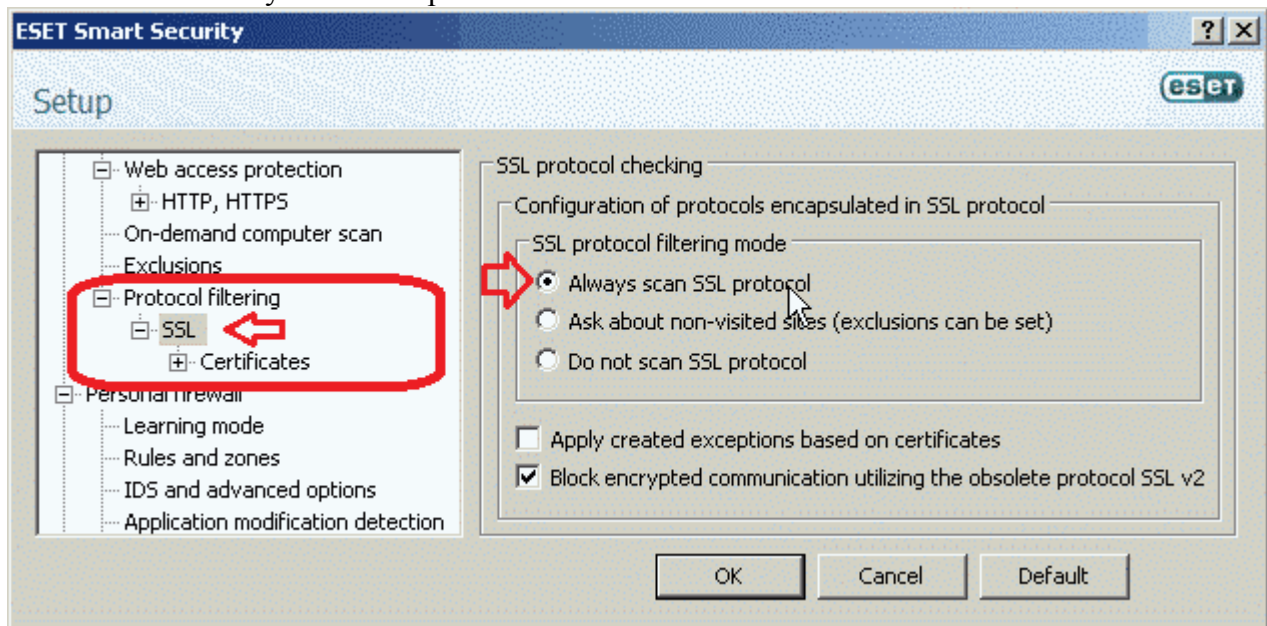 ESET Smart Security
Setup
eset
Web access protection
HTTP, HTTPS
On-demand computer scan
Exclusions
Protocol filtering
SSL
Certificates
Personal firewall
Learning mode
Rules and zones
IDS and advanced options
Application modification detection
SSL protocol checking
Configuration of protocols encapsulated in SSL protocol
SSL protocol filtering mode
Always scan SSL protocol
Ask about non-visited sites (exclusions can be set)
Do not scan SSL protocol
Apply created exceptions based on certificates
Block encrypted communication utilizing the obsolete protocol SSL v2
OK
Cancel
Default